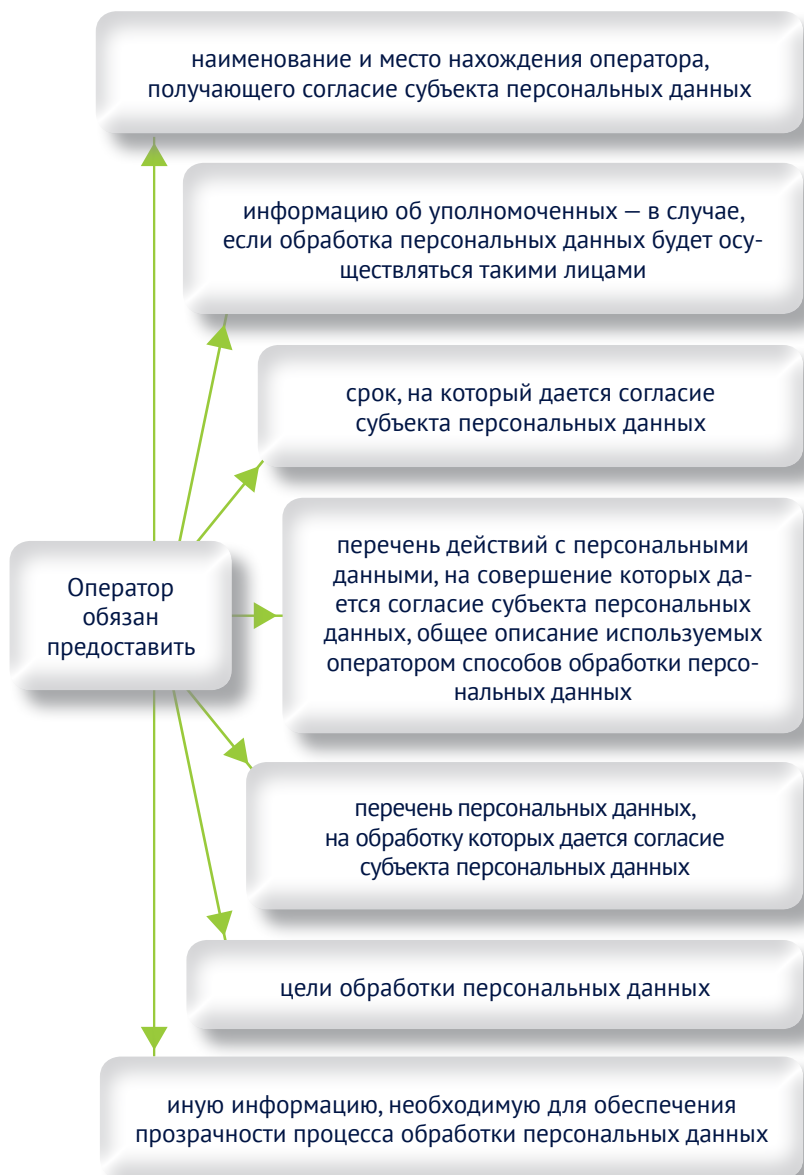 наименование и место нахождения оператора,
получающего согласие субъекта персональных данных
информацию об уполномоченных — в случае,
если обработка персональных данных будет осу-
ществляться такими лицами
срок, на который дается согласие
субъекта персональных данных
Оператор
обязан
предоставить
перечень действий с персональными
данными, на совершение которых да-
ется согласие субъекта персональных
данных, общее описание используемых
оператором способов обработки персо-
нальных данных
перечень персональных данных,
на обработку которых дается согласие
субъекта персональных данных
цели обработки персональных данных
иную информацию, необходимую для обеспечения
прозрачности процесса обработки персональных данных